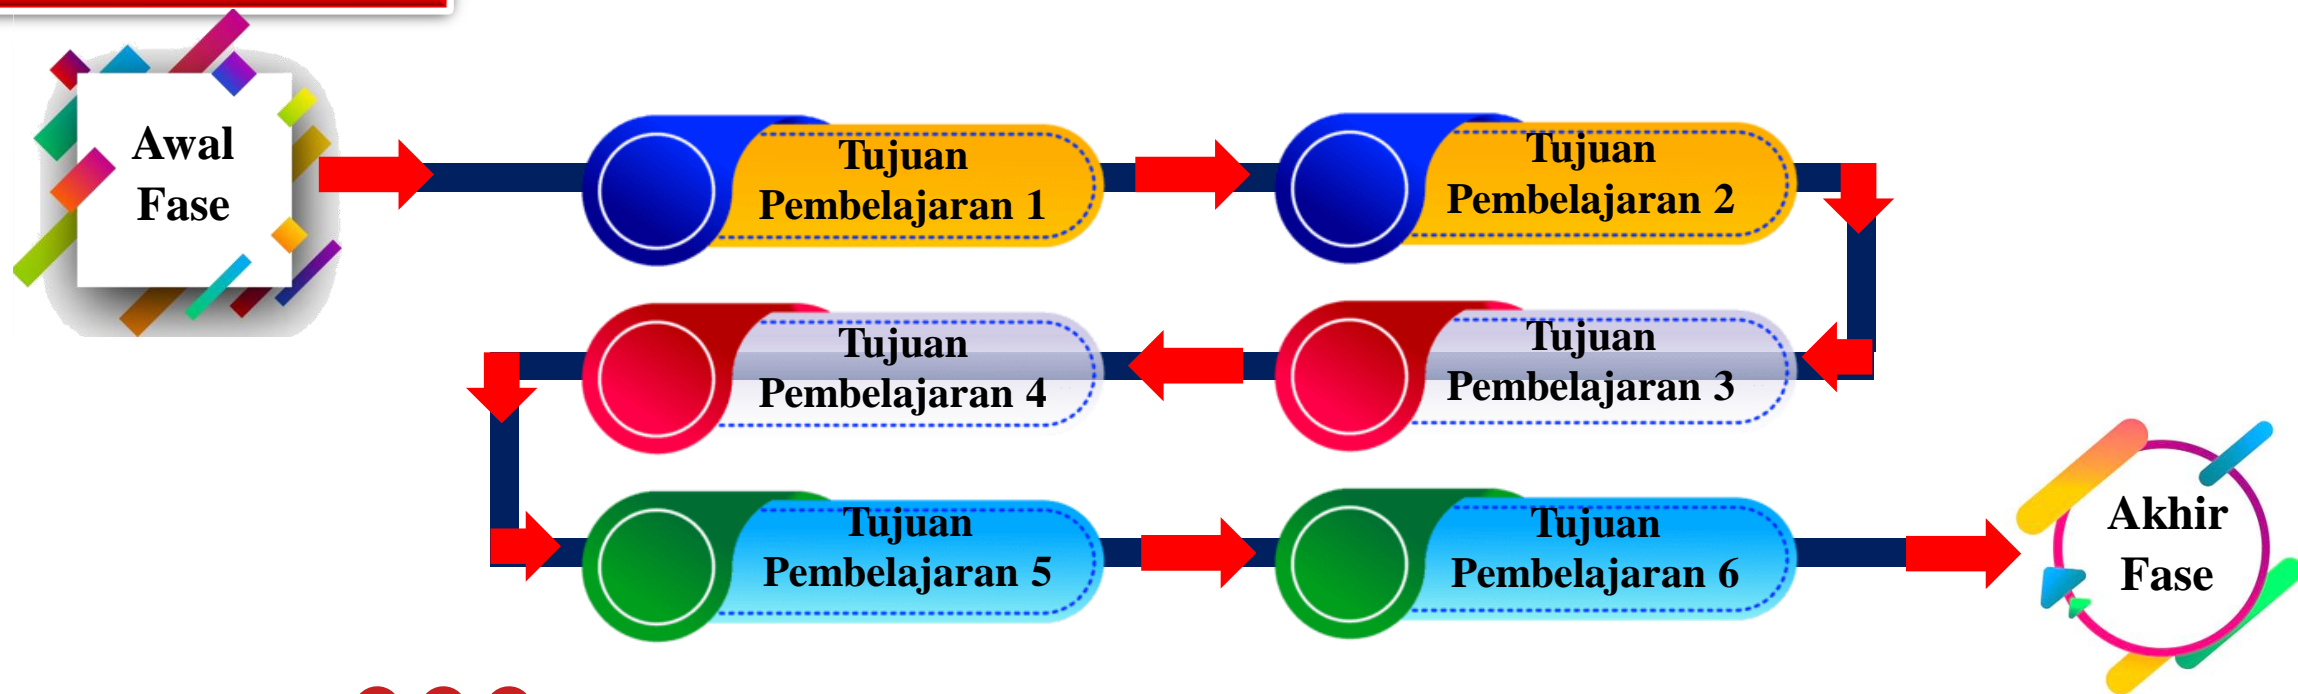 Awal
Fase
Tujuan
Pembelajaran 1
Tujuan
Pembelajaran 2
Tujuan
Pembelajaran 3
Tujuan
Pembelajaran 4
Tujuan
Pembelajaran 5
Tujuan
Pembelajaran 6
Akhir
Fase